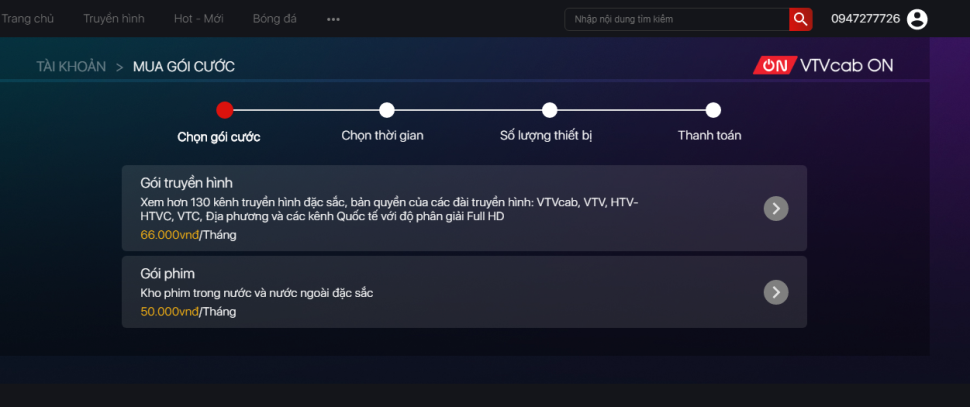 Trang chủ Truyền hình Hot - Mới Bóng đá ••• Nhập nội dung tìm kiếm 0947277726
TÀI KHOẢN > MUA GÓI CƯỚC ON VTVcab ON
Chọn gói cước Chọn thời gian Số lượng thiết bị Thanh toán
Gói truyền hình
Xem hơn 130 kênh truyền hình đặc sắc, bản quyền của các đài truyền hình: VTVcab, VTV, HTV-
HTVC, VTC, Địa phương và các kênh Quốc tế với độ phân giải Full HD
66.000vnđ/Tháng
Gói phim
Kho phim trong nước và nước ngoài đặc sắc
50.000vnđ/Tháng